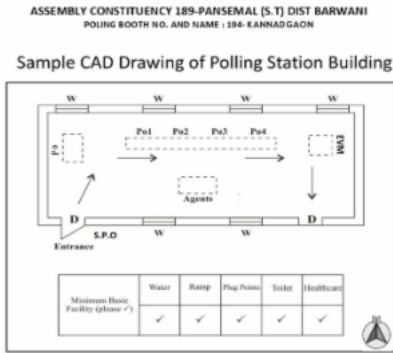 ASSEMBLY CONSTITUENCY 189-PANSEMAL (S.T) DIST BARWANI
POLING BOOTH NO. AND NAME : 194- KANNADGAON
Sample CAD Drawing of Polling Station Building
W W W W
Po1 Po2 Po3 Po4
Po
EVM
Agents
D D
S.P.O
Entrance
W W
Minimum Basic Facility (please ✓) Water Ramp Plug Points Toilet Healthcare
✓ ✓ ✓ ✓ ✓